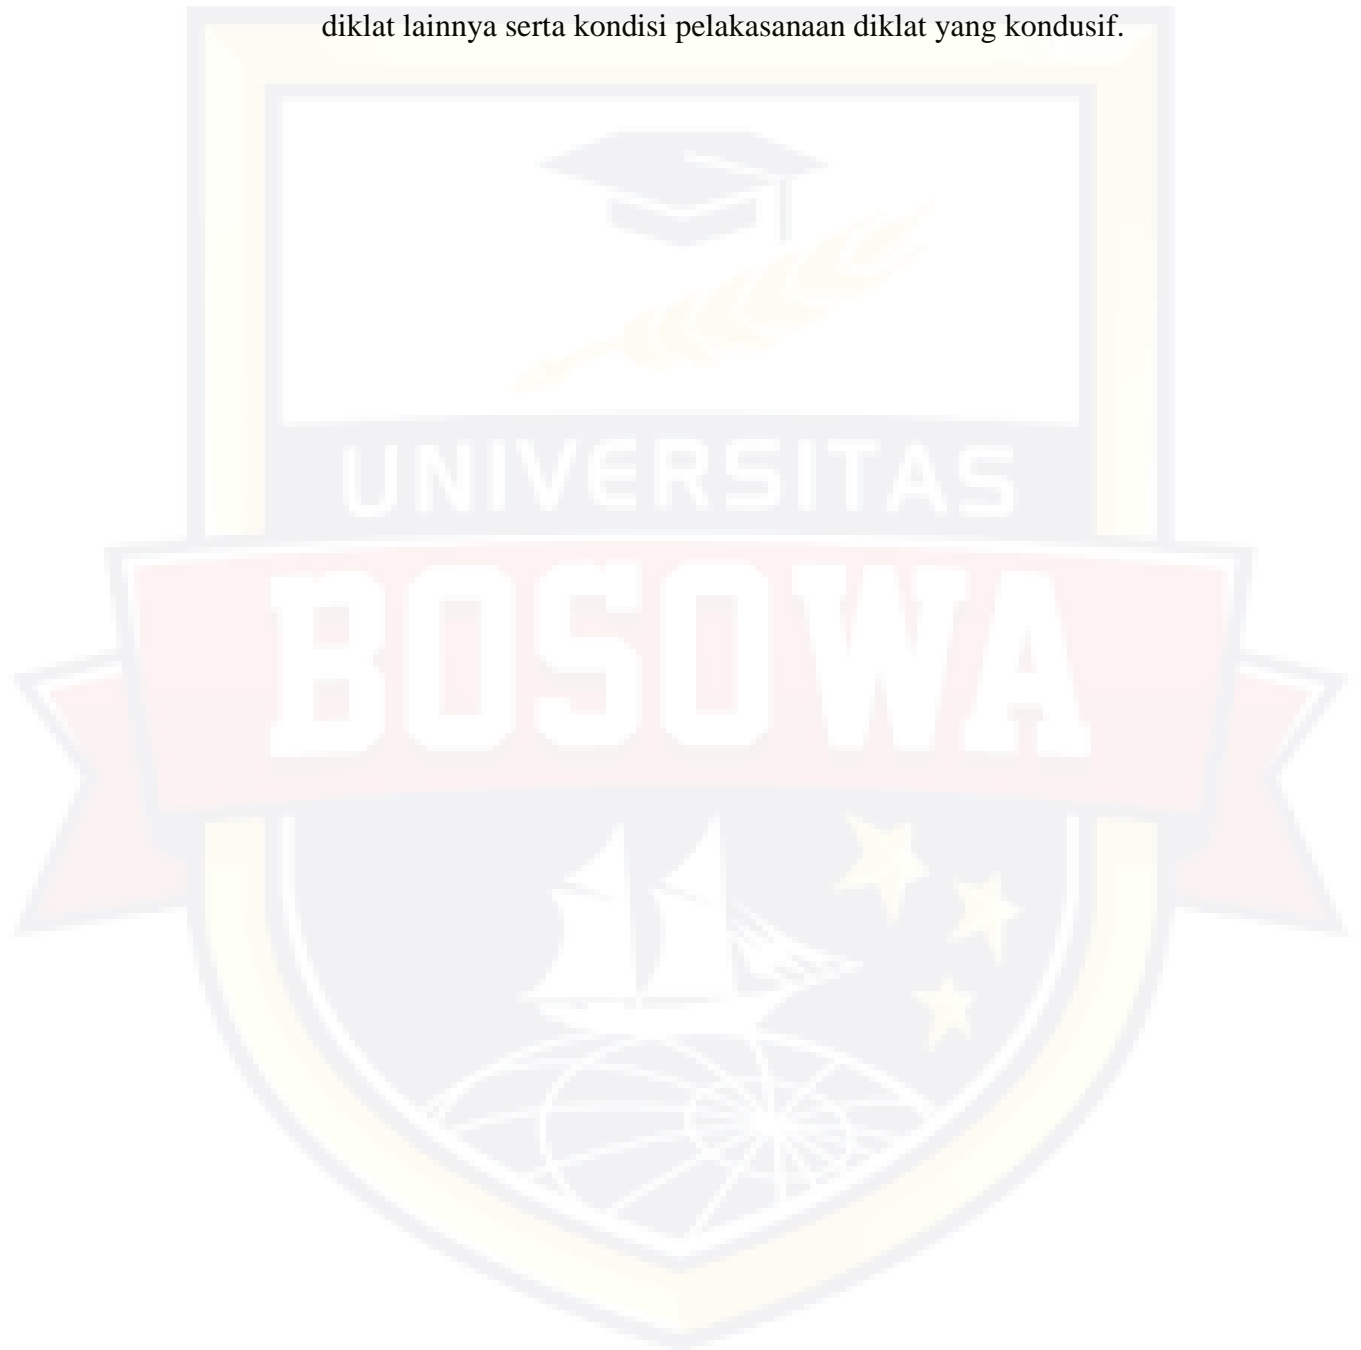 diklat lainnya serta kondisi pelakasanaan diklat yang kondusif.
UNIVERSITAS
BOSOWA